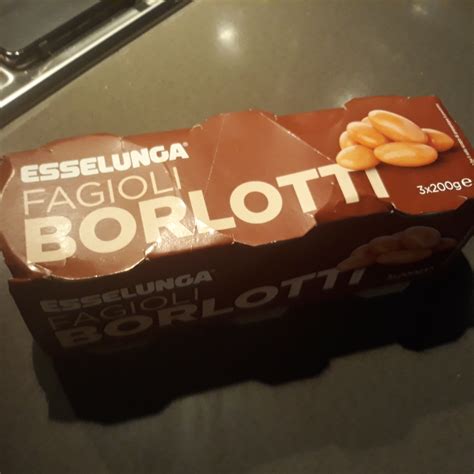 ESSELUNGA®
FAGIOLI
BORLOTTI
3x200g e
ESSELUNGA®
FAGIOLI
BORLOTTI